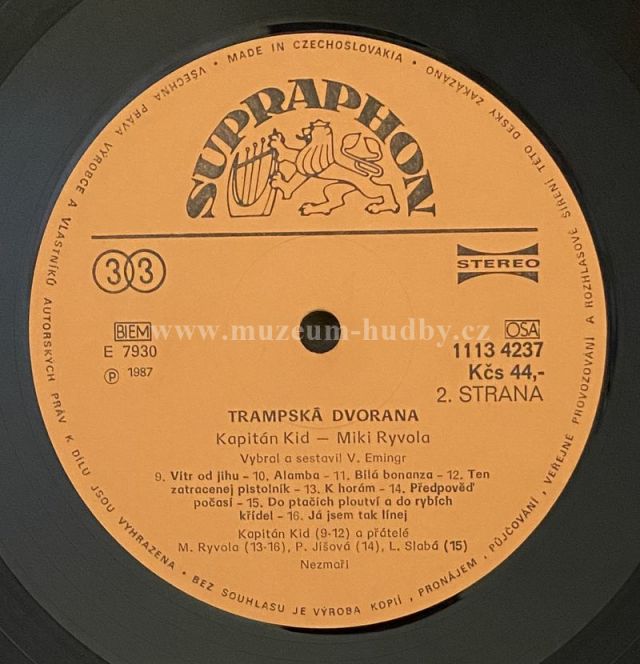 VŠECHNA PRÁVA VÝROBCE A VLASTNÍKŮ AUTORSKÝCH PRÁV K DÍLU JSOU VYHRAZENA • BEZ SOUHLASU JE VÝROBA KOPIÍ, PRONÁJEM, PŮJČOVÁNÍ, VEŘEJNÉ PROVOZOVÁNÍ A ROZHLASOVÉ ŠÍŘENÍ TÉTO DESKY ZAKÁZÁNO
• MADE IN CZECHOSLOVAKIA •
SUPRAPHON
33
STEREO
www.muzeum-hudby.cz
BIEM OSA
E 7930 1113 4237
℗ 1987 Kčs 44,-
2. STRANA
TRAMPSKÁ DVORANA
Kapitán Kid – Miki Ryvola
Vybral a sestavil V. Emingr
9. Vítr od jihu – 10. Alamba – 11. Bílá bonanza – 12. Ten
zatracenej pistolník – 13. K horám – 14. Předpověď
počasí – 15. Do ptačích ploutví a do rybích
křídel – 16. Já jsem tak línej
Kapitán Kid (9-12) a přátelé
M. Ryvola (13-16), P. Jíšová (14), L. Slabá (15)
Nezmaři